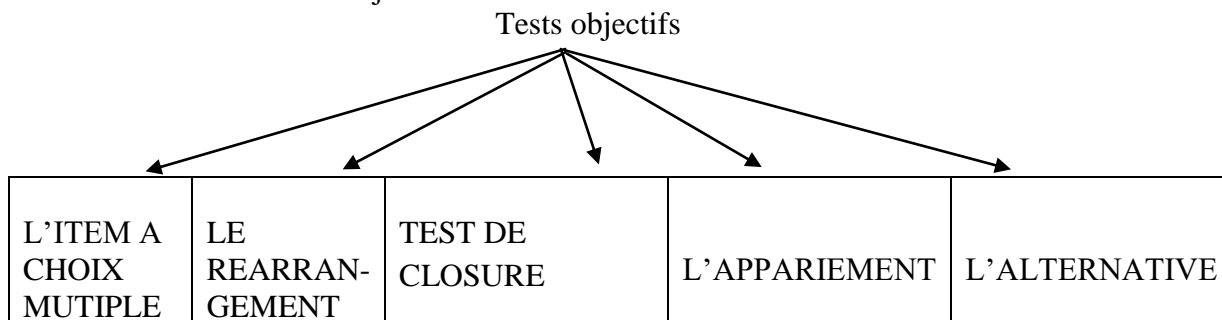 Tests objectifs
L'ITEM A
CHOIX
MUTIPLE
LE
REARRAN-
GEMENT
TEST DE
CLOSURE
L'APPARIEMENT
L'ALTERNATIVE